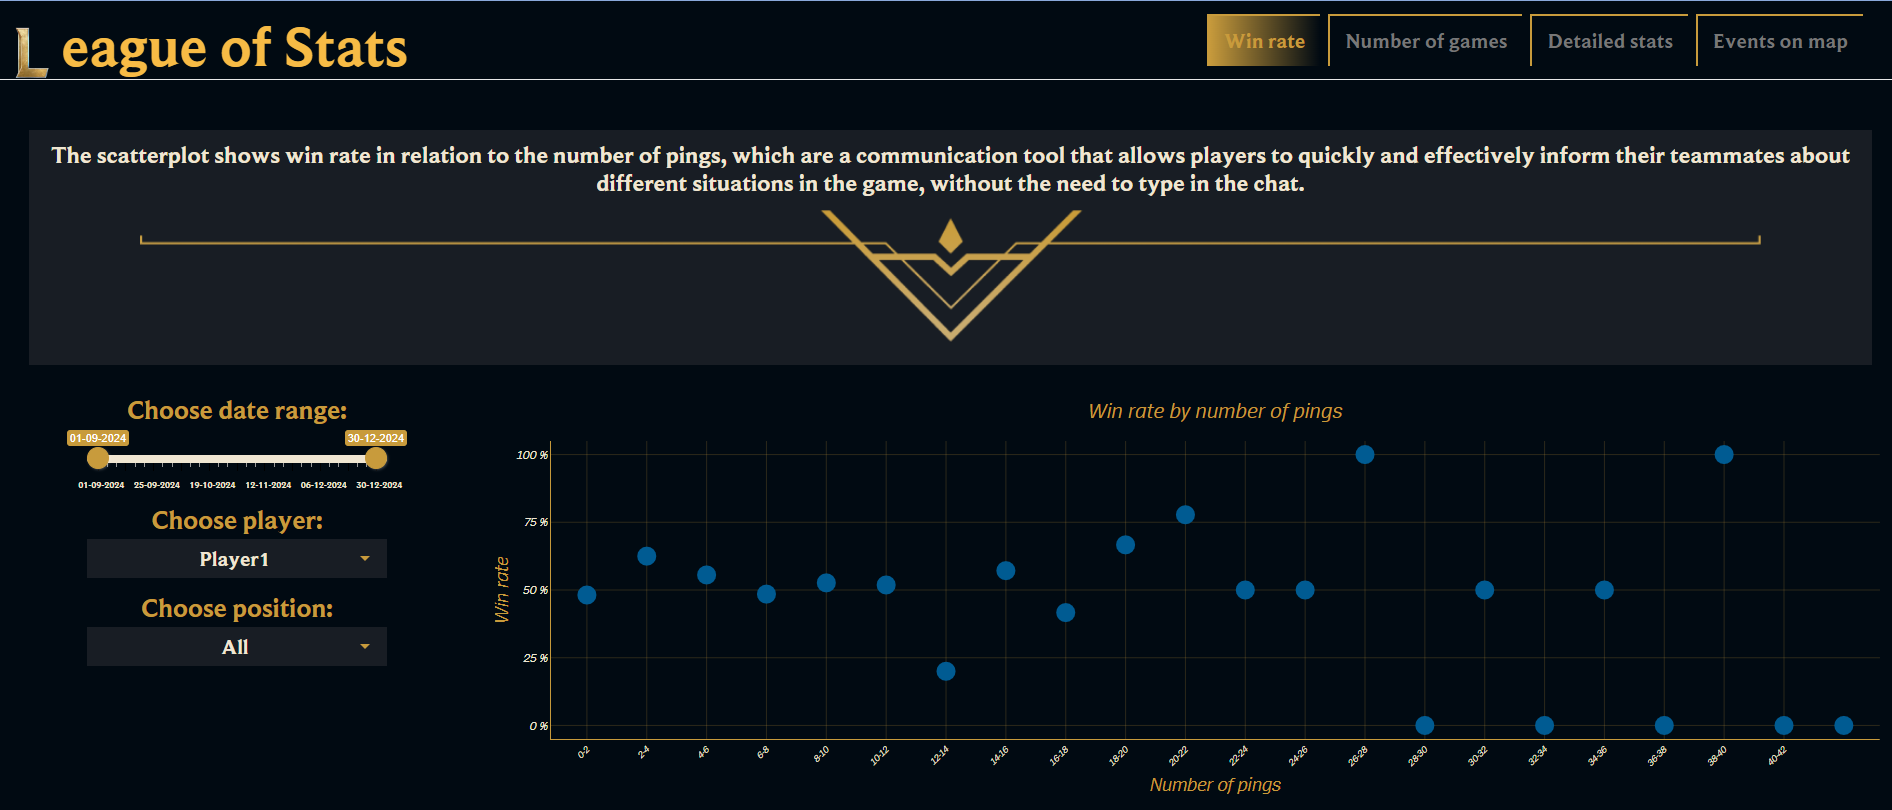 League of Stats
Win rate
Number of games
Detailed stats
Events on map
The scatterplot shows win rate in relation to the number of pings, which are a communication tool that allows players to quickly and effectively inform their teammates about
different situations in the game, without the need to type in the chat.
Choose date range:
01-09-2024 30-12-2024
01-09-2024 25-09-2024 19-10-2024 12-11-2024 06-12-2024 30-12-2024
Choose player:
Player1
Choose position:
All
Win rate by number of pings
Win rate
100 %
75 %
50 %
25 %
0 %
0-2 2-4 4-6 6-8 8-10 10-12 12-14 14-16 16-18 18-20 20-22 22-24 24-26 26-28 28-30 30-32 32-34 34-36 36-38 38-40 40-42
Number of pings